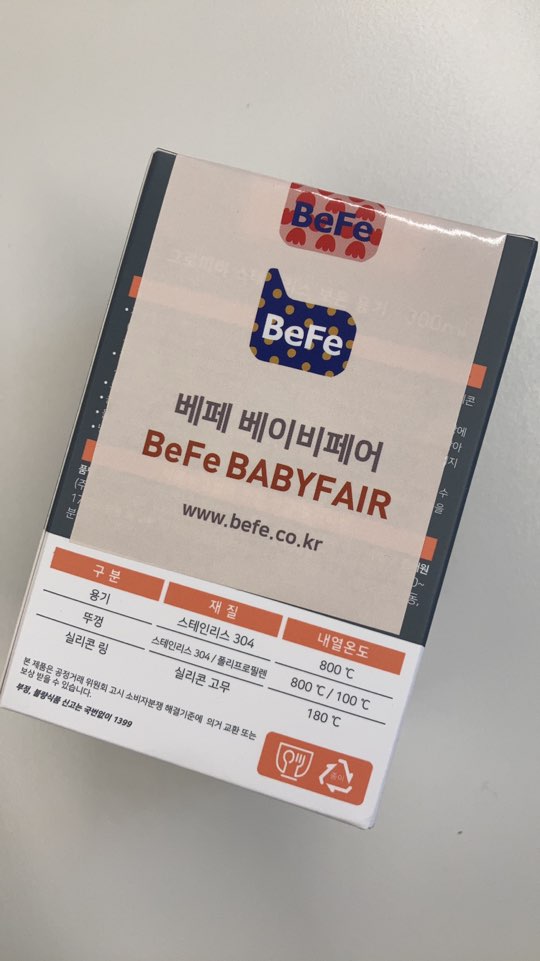 BeFe
BeFe
베페 베이비페어
BeFe BABYFAIR
www.befe.co.kr
구 분 재 질 내열온도
용기 스테인리스 304 800 ℃
뚜껑 스테인리스 304 / 폴리프로필렌 800 ℃ / 100 ℃
실리콘 링 실리콘 고무 180 ℃
본 제품은 공정거래 위원회 고시 소비자분쟁 해결기준에 의거 교환 또는
보상 받을 수 있습니다.
부정, 불량식품 신고는 국번없이 1399
종이